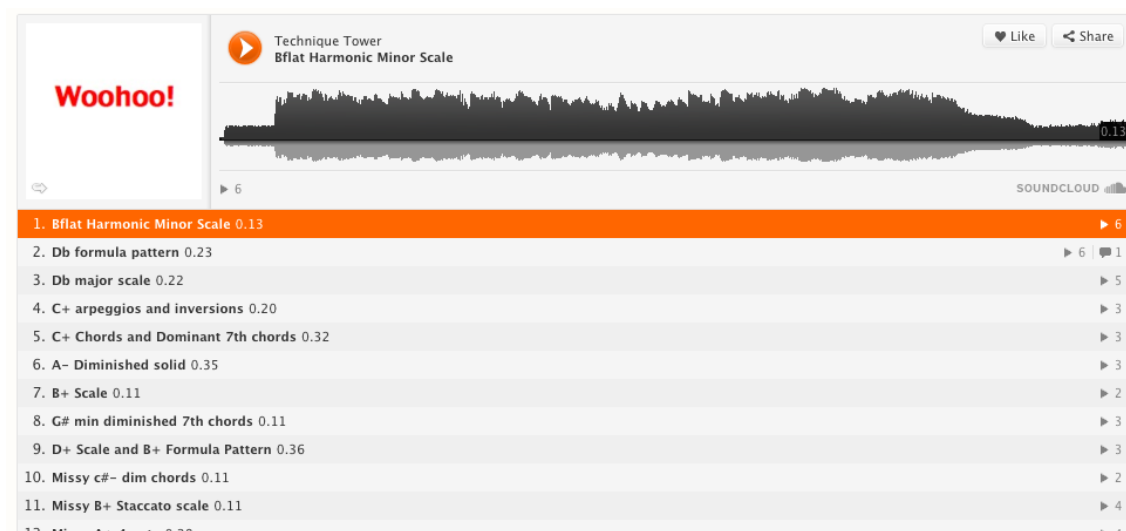 Woohoo!
Technique Tower
Bflat Harmonic Minor Scale
Like
Share
0.13
6
SOUNDCLOUD
1. Bflat Harmonic Minor Scale 0.13 6
2. Db formula pattern 0.23 6 1
3. Db major scale 0.22 5
4. C+ arpeggios and inversions 0.20 3
5. C+ Chords and Dominant 7th chords 0.32 3
6. A- Diminished solid 0.35 3
7. B+ Scale 0.11 2
8. G# min diminished 7th chords 0.11 3
9. D+ Scale and B+ Formula Pattern 0.36 3
10. Missy c#- dim chords 0.11 2
11. Missy B+ Staccato scale 0.11 4